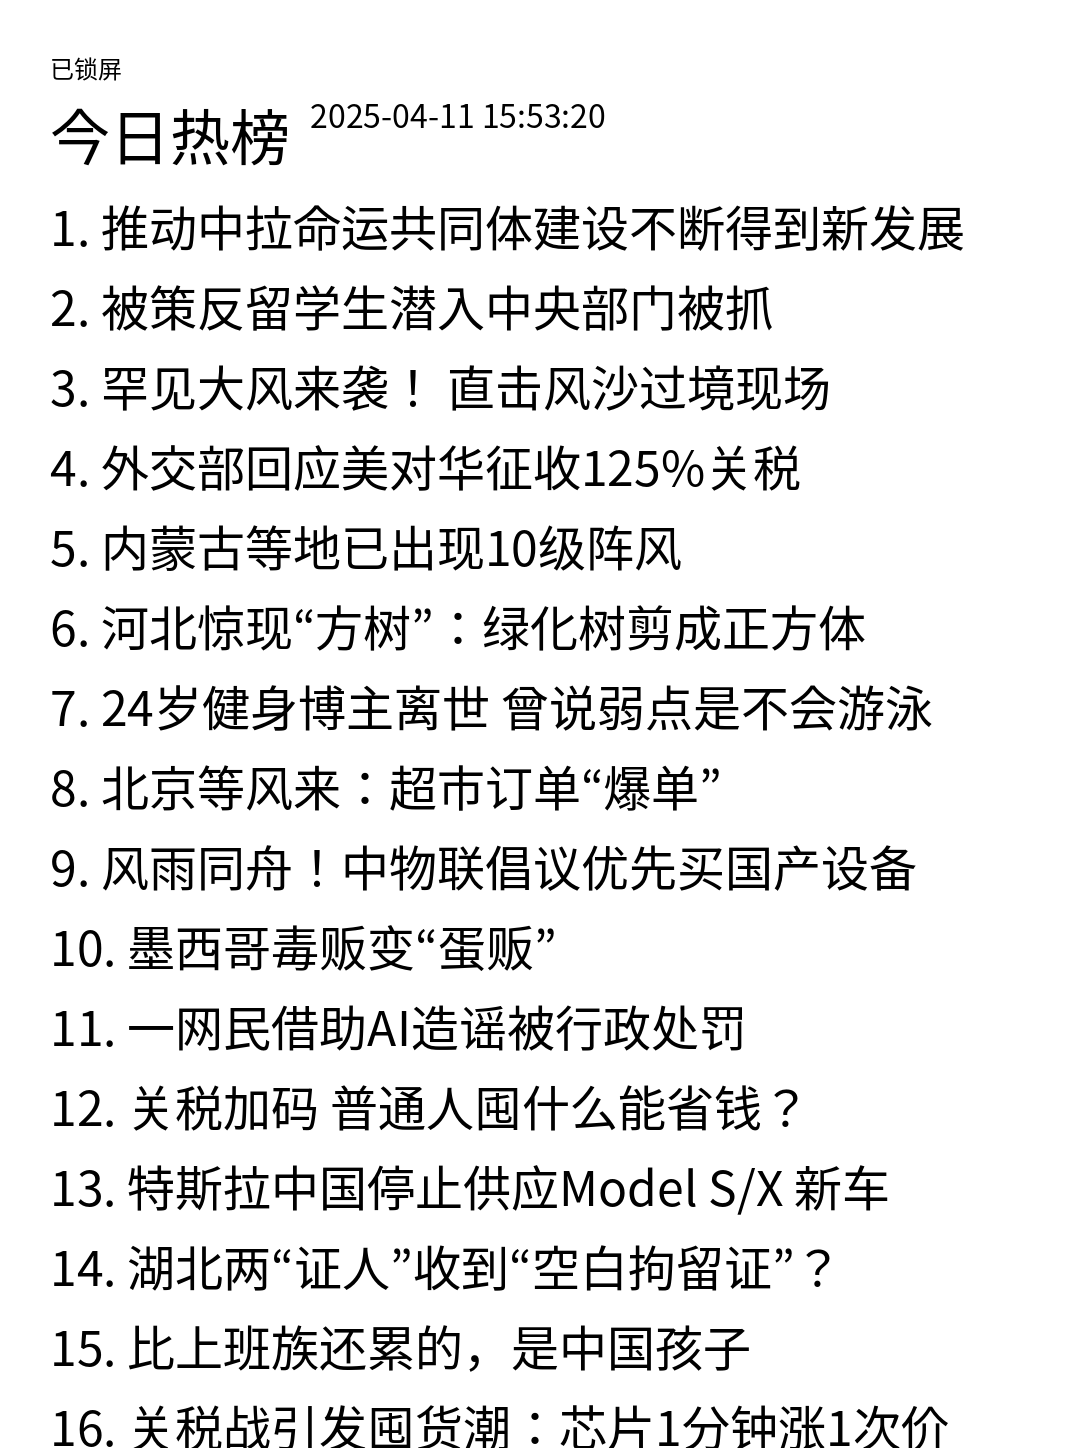 已锁屏
今日热榜 2025-04-11 15:53:20
1. 推动中拉命运共同体建设不断得到新发展
2. 被策反留学生潜入中央部门被抓
3. 罕见大风来袭！ 直击风沙过境现场
4. 外交部回应美对华征收125%关税
5. 内蒙古等地已出现10级阵风
6. 河北惊现“方树”：绿化树剪成正方体
7. 24岁健身博主离世 曾说弱点是不会游泳
8. 北京等风来：超市订单“爆单”
9. 风雨同舟！中物联倡议优先买国产设备
10. 墨西哥毒贩变“蛋贩”
11. 一网民借助AI造谣被行政处罚
12. 关税加码 普通人囤什么能省钱？
13. 特斯拉中国停止供应Model S/X 新车
14. 湖北两“证人”收到“空白拘留证”？
15. 比上班族还累的，是中国孩子
16. 关税战引发囤货潮：芯片1分钟涨1次价